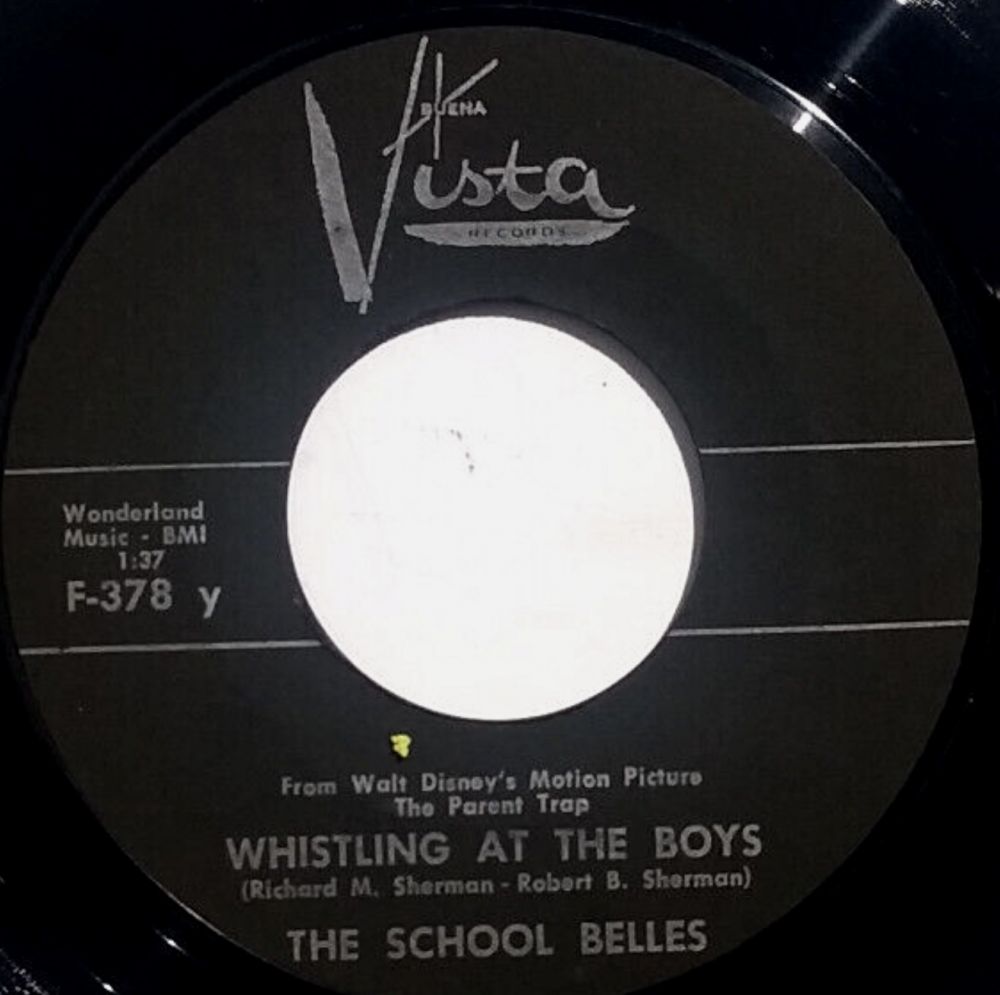 BUENA
Vista
RECORDS
Wonderland
Music - BMI
1:37
F-378 y
From Walt Disney's Motion Picture
The Parent Trap
WHISTLING AT THE BOYS
(Richard M. Sherman - Robert B. Sherman)
THE SCHOOL BELLES